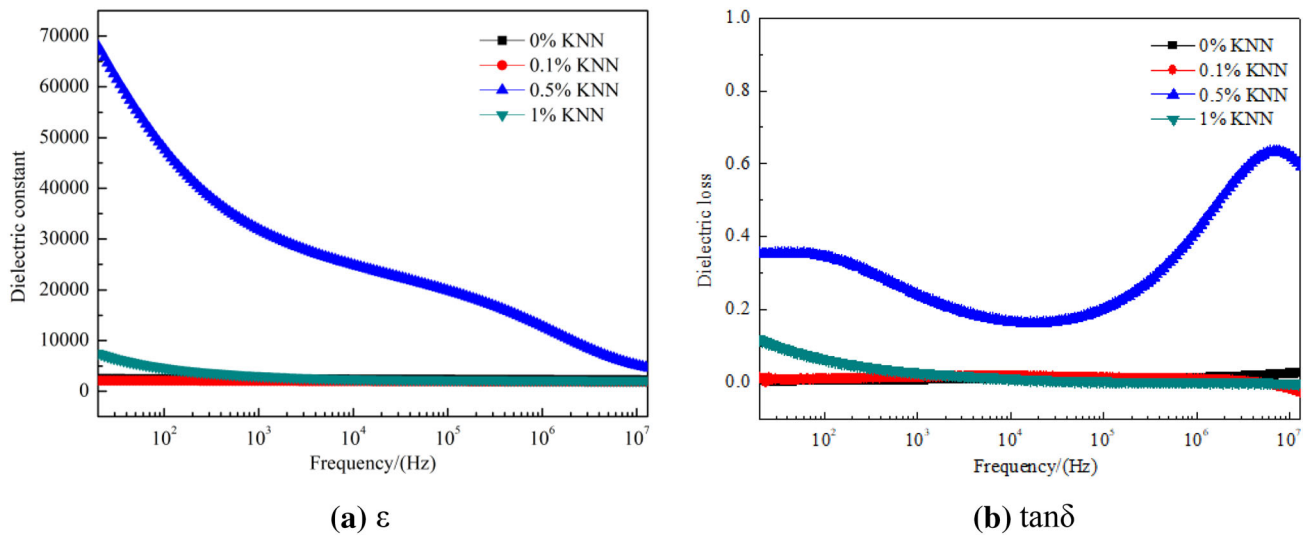 70000
60000
50000
40000
30000
20000
10000
0
Dielectric constant
0% KNN
0.1% KNN
0.5% KNN
1% KNN
10²
10³
10⁴
10⁵
10⁶
10⁷
Frequency/(Hz)
(a) ε
1.0
0.8
0.6
0.4
0.2
0.0
Dielectric loss
0% KNN
0.1% KNN
0.5% KNN
1% KNN
10²
10³
10⁴
10⁵
10⁶
10⁷
Frequency/(Hz)
(b) tanδ